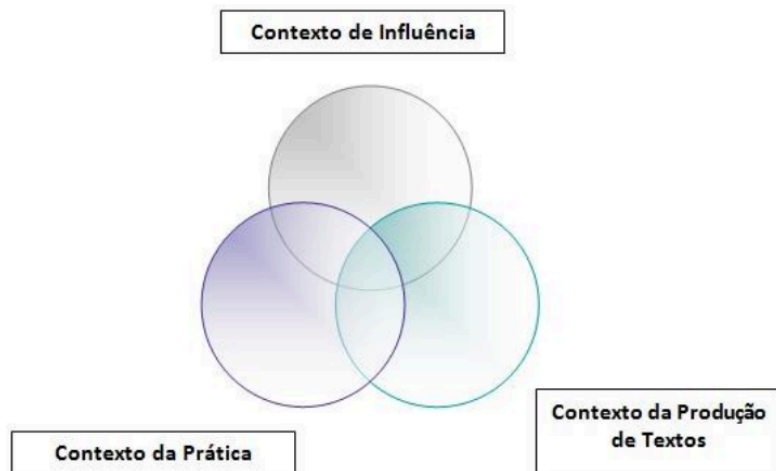 Contexto de Influência
Contexto da Produção
de Textos
Contexto da Prática